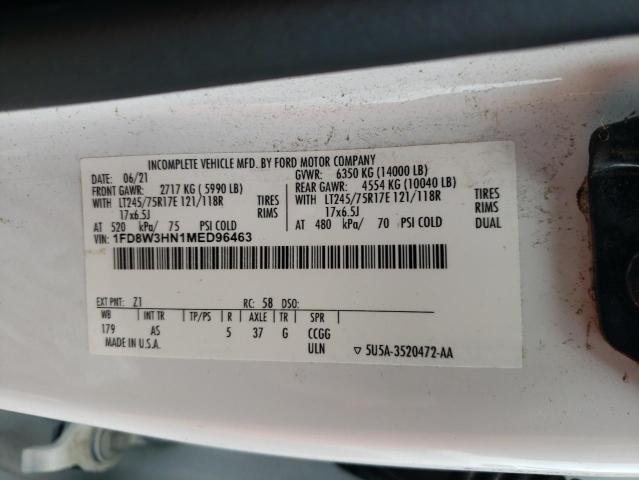 INCOMPLETE VEHICLE MFD. BY FORD MOTOR COMPANY
DATE: 06/21 GVWR: 6350 KG (14000 LB)
FRONT GAWR: 2717 KG ( 5990 LB) REAR GAWR: 4554 KG (10040 LB)
WITH LT245/75R17E 121/118R TIRES WITH LT245/75R17E 121/118R TIRES
17x6.5J RIMS 17x6.5J RIMS
AT 520 kPa/ 75 PSI COLD AT 480 kPa/ 70 PSI COLD DUAL
VIN: 1FD8W3HN1MED96463
EXT PNT: Z1 RC: 58 DSO:
WB INT TR TP/PS R AXLE TR SPR
179 AS 5 37 G CCGG
MADE IN U.S.A. ULN ▽ 5U5A-3520472-AA